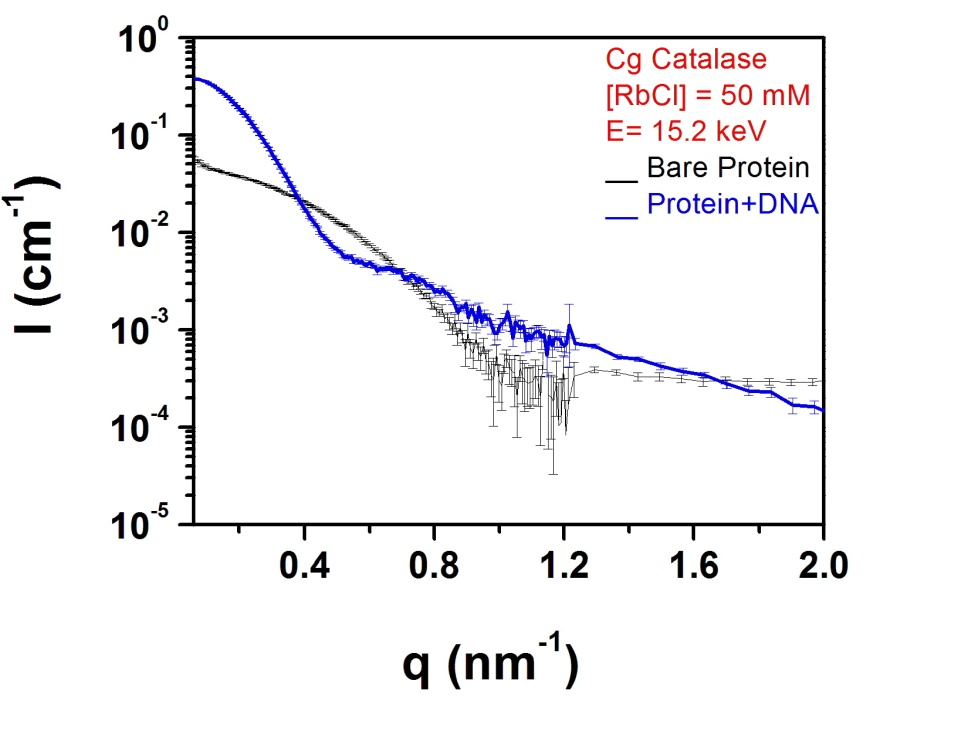 10⁰
10⁻¹
10⁻²
10⁻³
10⁻⁴
10⁻⁵
I (cm⁻¹)
Cg Catalase
[RbCl] = 50 mM
E= 15.2 keV
Bare Protein
Protein+DNA
0.4 0.8 1.2 1.6 2.0
q (nm⁻¹)